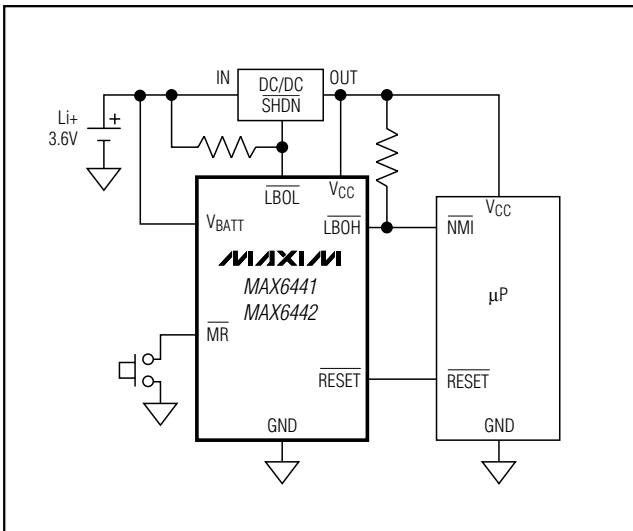 IN
DC/DC
SHDN
OUT
Li+
3.6V
+
LBOL
VCC
VBATT
LBOH
MAXIM
MAX6441
MAX6442
MR
RESET
GND
VCC
NMI
μP
RESET
GND